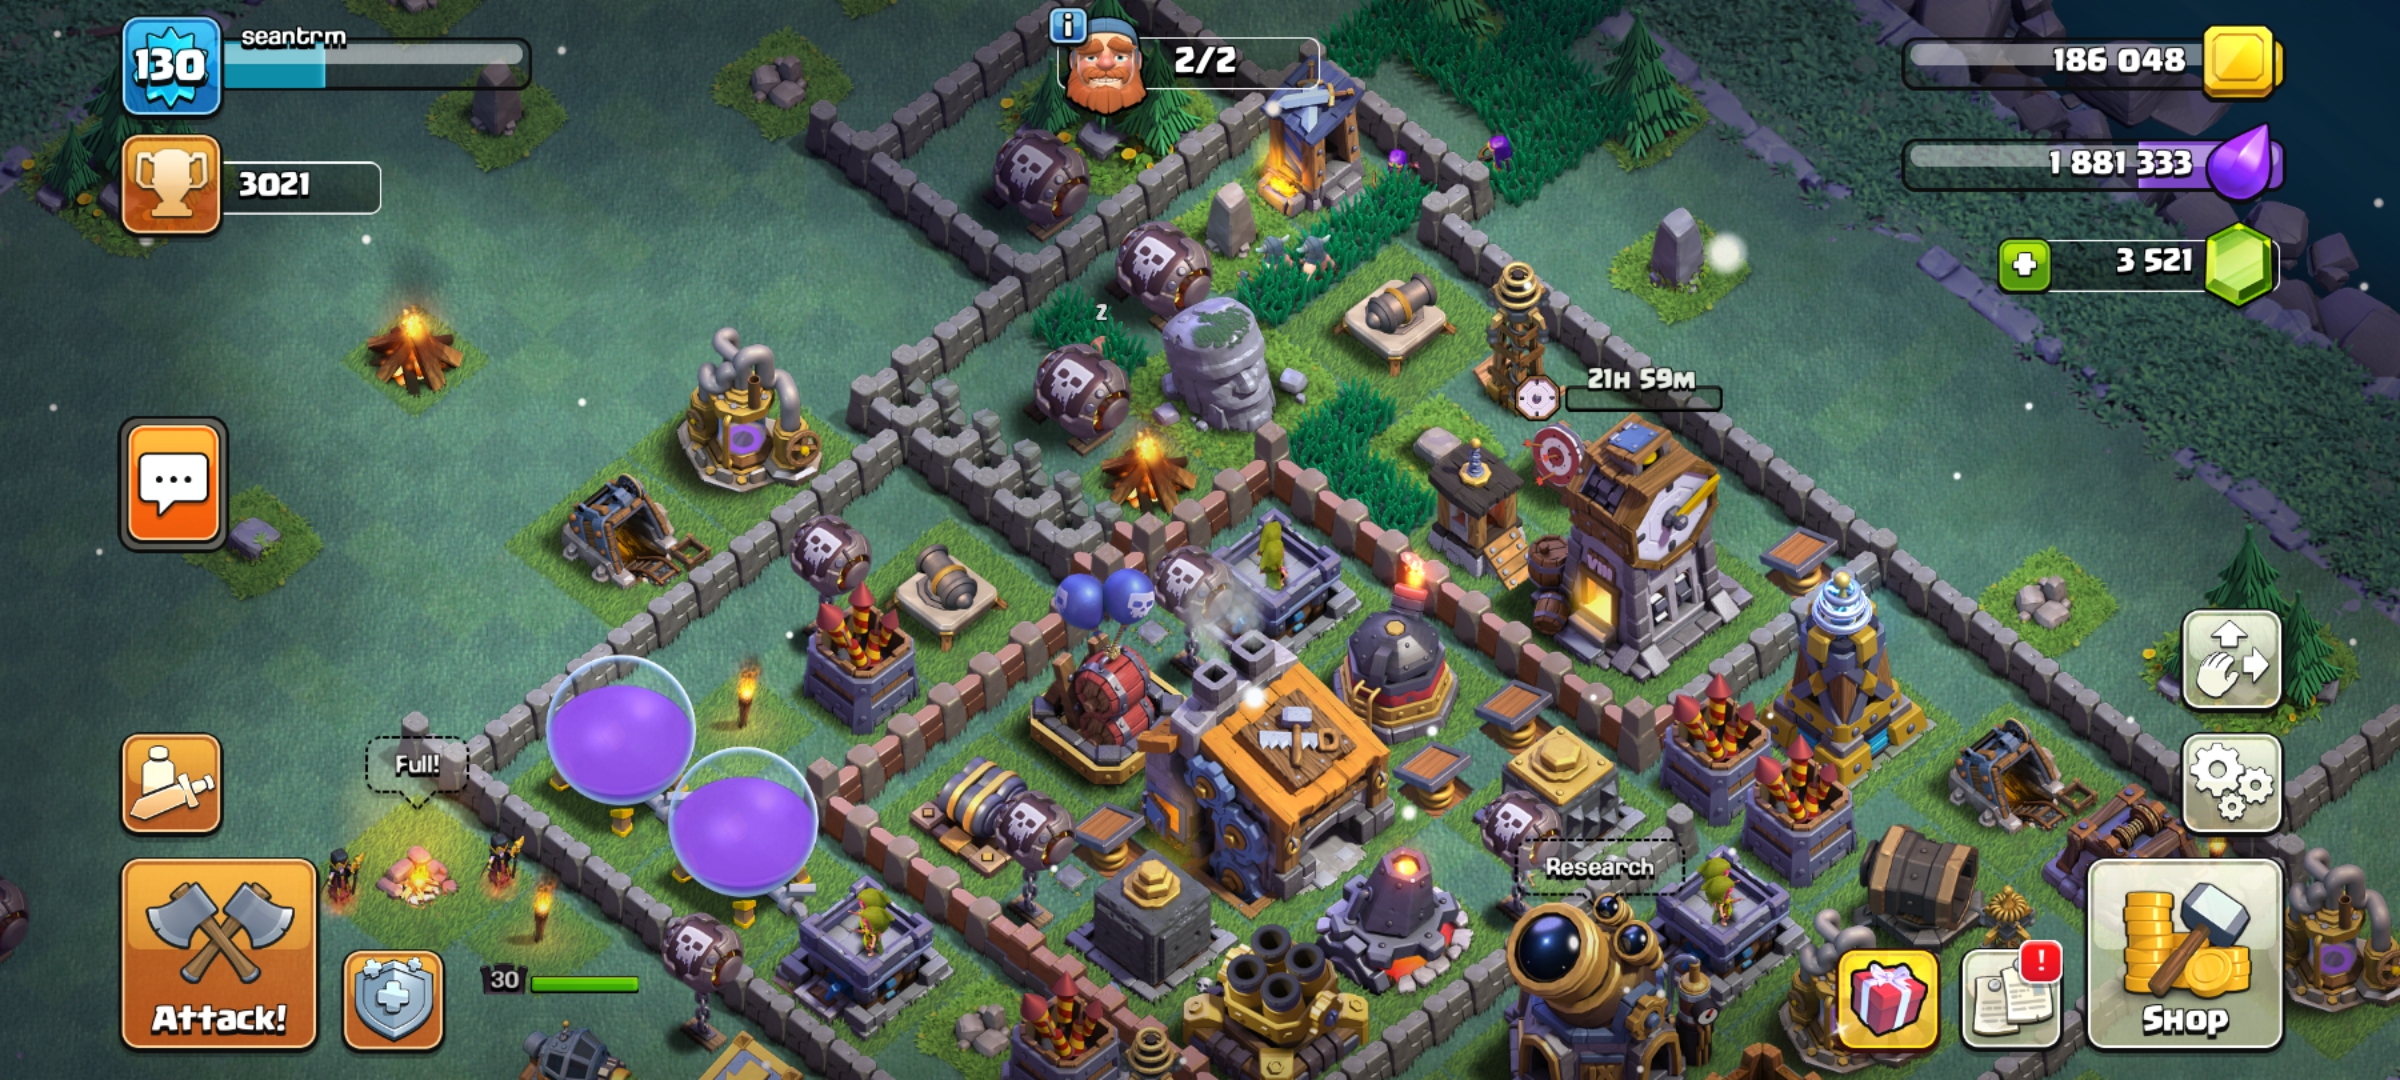 130
seantrm
i
2/2
186 048
3021
1 881 333
3 521
z
21H 59M
VIII
Full!
Research
30
Attack!
!
Shop